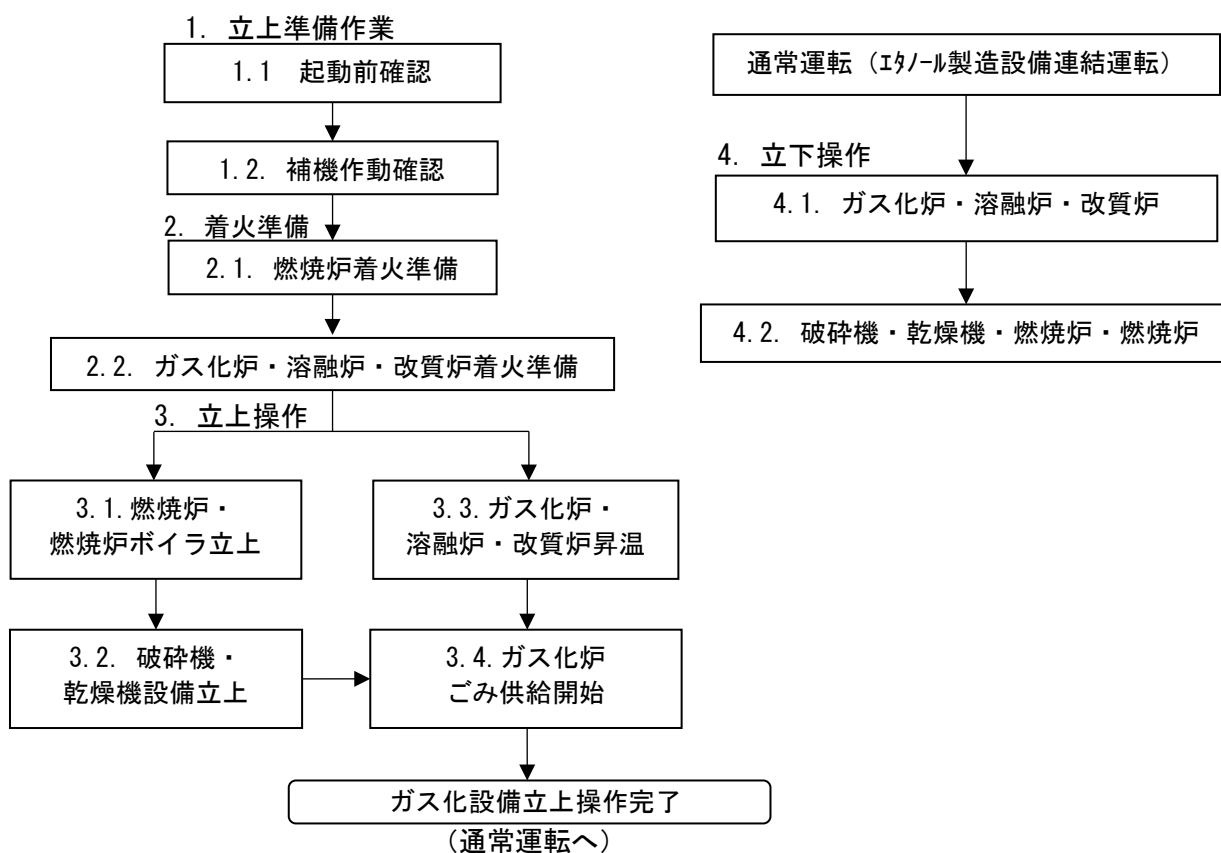 1. 立上準備作業
1.1 起動前確認
1.2. 補機作動確認
2. 着火準備
2.1. 燃焼炉着火準備
2.2. ガス化炉・溶融炉・改質炉着火準備
3. 立上操作
3.1.燃焼炉・
燃焼炉ボイラ立上
3.3.ガス化炉・
溶融炉・改質炉昇温
3.2. 破砕機・
乾燥機設備立上
3.4.ガス化炉
ごみ供給開始
ガス化設備立上操作完了
(通常運転へ)
通常運転(ｴﾀﾉｰﾙ製造設備連結運転)
4. 立下操作
4.1. ガス化炉・溶融炉・改質炉
4.2. 破砕機・乾燥機・燃焼炉・燃焼炉